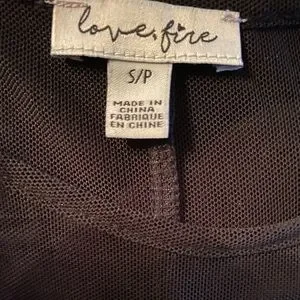 love, fire
S/P
MADE IN
CHINA
FABRIQUE
EN CHINE